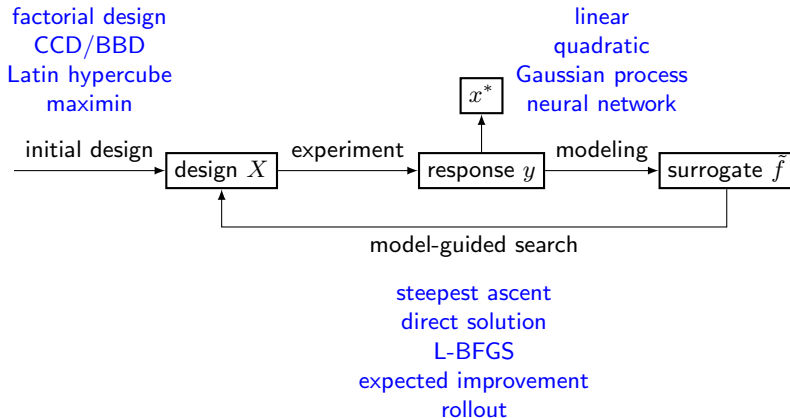 factorial design
CCD/BBD
Latin hypercube
maximin
linear
quadratic
Gaussian process
neural network
x*
initial design
design X
experiment
response y
modeling
surrogate f̃
model-guided search
steepest ascent
direct solution
L-BFGS
expected improvement
rollout